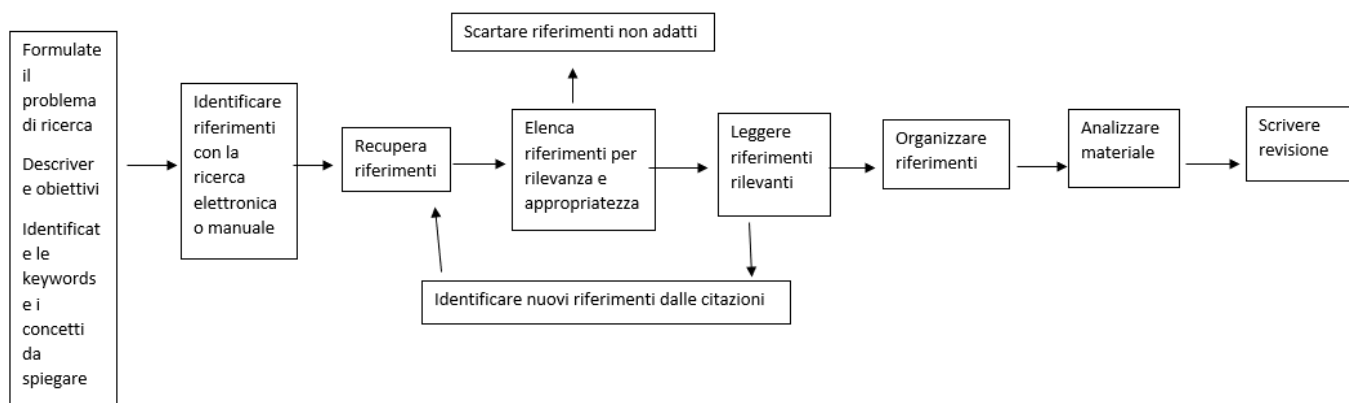 Formulate
il
problema
di ricerca
Descriver
e obiettivi
Identificat
e le
keywords
e i
concetti
da
spiegare
Identificare
riferimenti
con la
ricerca
elettronica
o manuale
Recupera
riferimenti
Scartare riferimenti non adatti
Elenca
riferimenti per
rilevanza e
appropriatezza
Leggere
riferimenti
rilevanti
Identificare nuovi riferimenti dalle citazioni
Organizzare
riferimenti
Analizzare
materiale
Scrivere
revisione